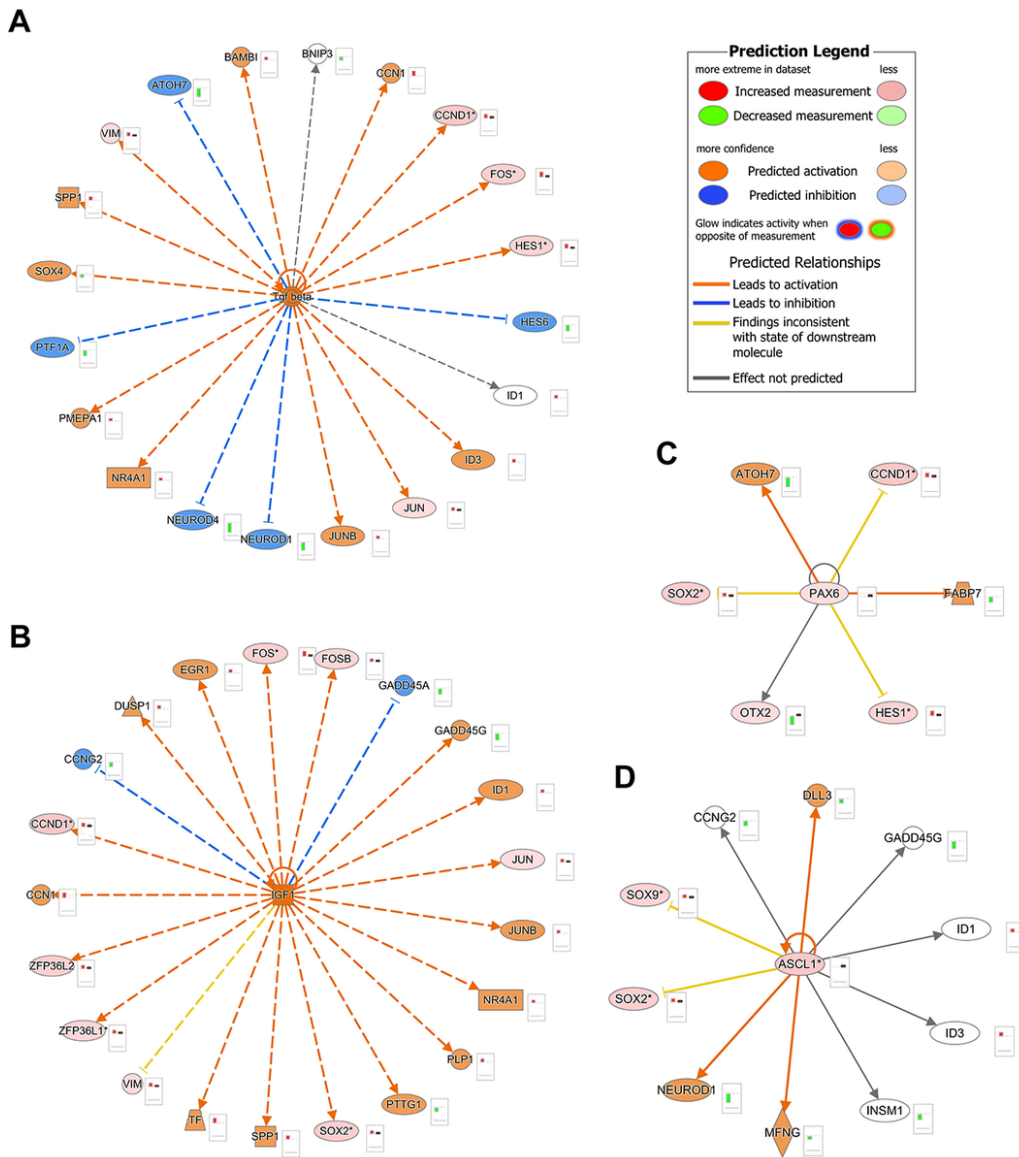 A
BAMBI
BNIP3
CCN1
ATOH7
CCND1*
VIM
FOS*
SPP1
HES1*
SOX4
Tgf beta
HES6
PTF1A
ID1
PMEPA1
ID3
NR4A1
JUN
NEUROD4
NEUROD1
JUNB
Prediction Legend
more extreme in dataset less
Increased measurement
Decreased measurement
more confidence less
Predicted activation
Predicted inhibition
Glow indicates activity when
opposite of measurement
Predicted Relationships
Leads to activation
Leads to inhibition
Findings inconsistent
with state of downstream
molecule
Effect not predicted
B
FOS*
FOSB
EGR1
GADD45A
DUSP1
GADD45G
CCNG2
ID1
CCND1*
JUN
CCN1
IGF1
JUNB
ZFP36L2
NR4A1
ZFP36L1*
PLP1
VIM
PTTG1
TF
SPP1
SOX2*
C
ATOH7
CCND1*
SOX2*
PAX6
FABP7
OTX2
HES1*
D
DLL3
CCNG2
GADD45G
SOX9*
ID1
ASCL1*
SOX2*
ID3
NEUROD1
INSM1
MFNG